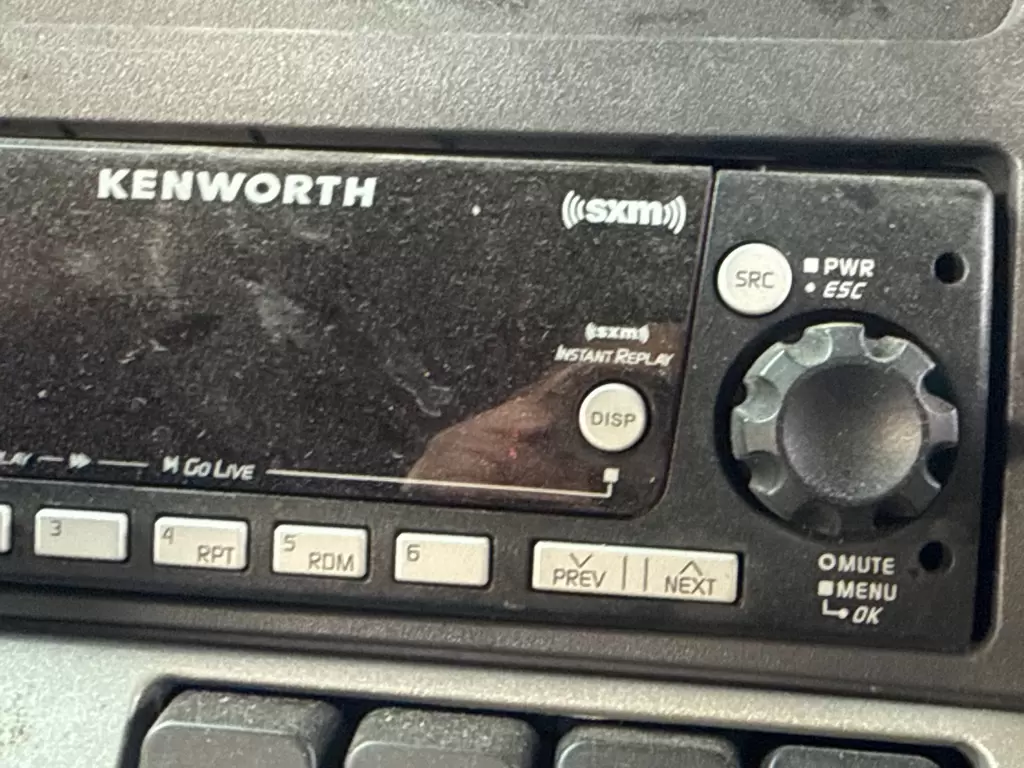 KENWORTH
sxm
SRC
PWR
ESC
sxm
INSTANT REPLAY
DISP
GO LIVE
3
4 RPT
5 RDM
6
PREV
NEXT
MUTE
MENU
OK